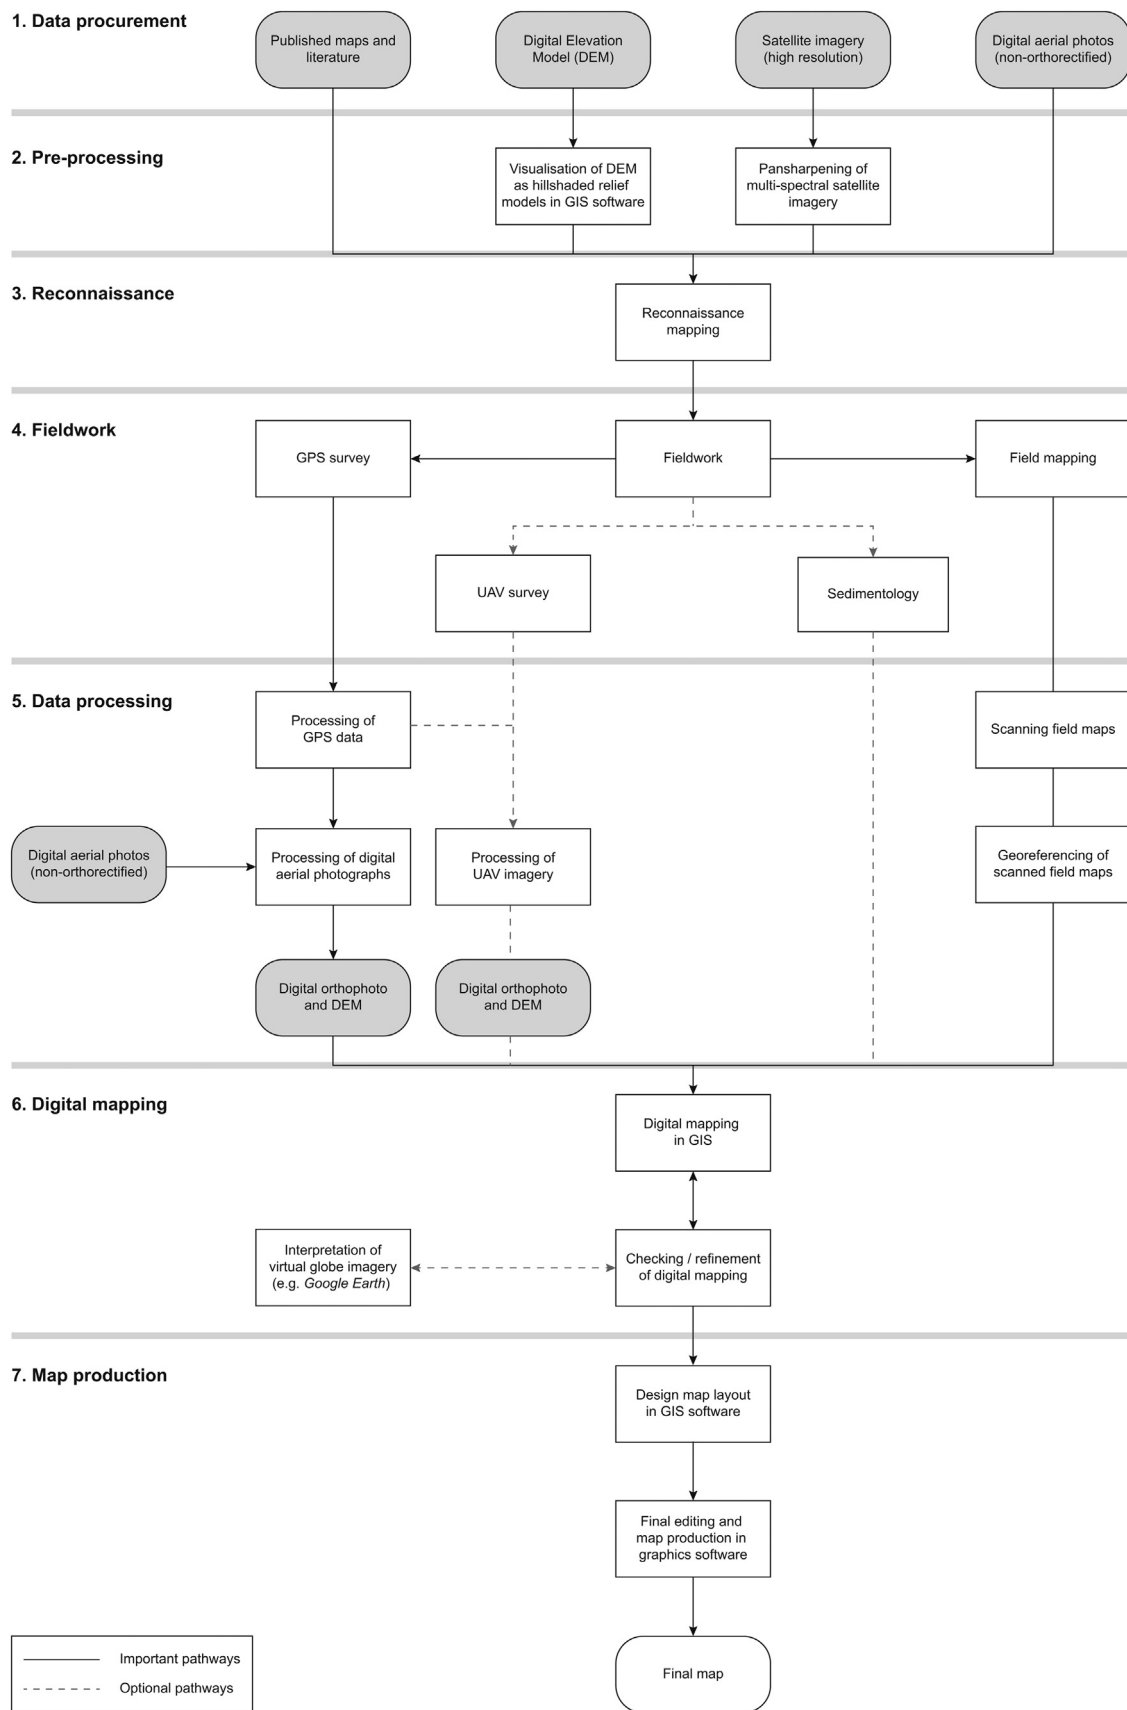 1. Data procurement
Published maps and
literature
Digital Elevation
Model (DEM)
Satellite imagery
(high resolution)
Digital aerial photos
(non-orthorectified)
2. Pre-processing
Visualisation of DEM
as hillshaded relief
models in GIS software
Pansharpening of
multi-spectral satellite
imagery
3. Reconnaissance
Reconnaissance
mapping
4. Fieldwork
GPS survey
Fieldwork
Field mapping
UAV survey
Sedimentology
5. Data processing
Processing of
GPS data
Scanning field maps
Digital aerial photos
(non-orthorectified)
Processing of digital
aerial photographs
Processing of
UAV imagery
Georeferencing of
scanned field maps
Digital orthophoto
and DEM
Digital orthophoto
and DEM
6. Digital mapping
Digital mapping
in GIS
Interpretation of
virtual globe imagery
(e.g. Google Earth)
Checking / refinement
of digital mapping
7. Map production
Design map layout
in GIS software
Final editing and
map production in
graphics software
Final map
Important pathways
Optional pathways